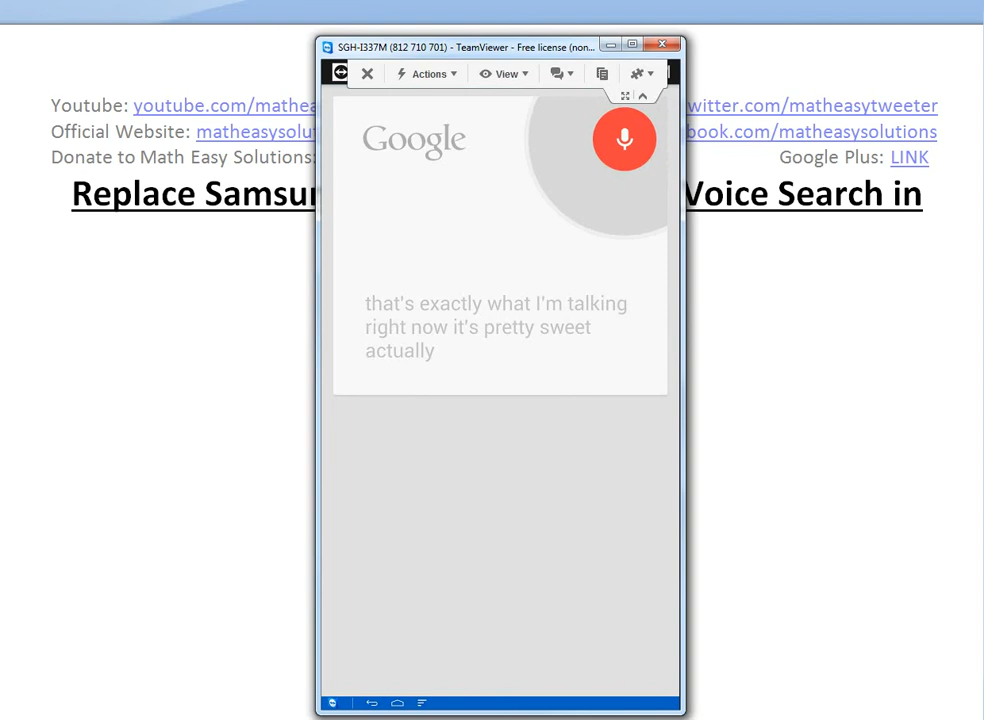 SGH-I337M (812 710 701) - TeamViewer - Free license (non...
Actions
View
Youtube: youtube.com/mathea
witter.com/matheasytweeter
Official Website: matheasysolut
book.com/matheasysolutions
Donate to Math Easy Solutions:
Google Plus: LINK
Replace Samsu
Voice Search in
Google
that's exactly what I'm talking
right now it's pretty sweet
actually